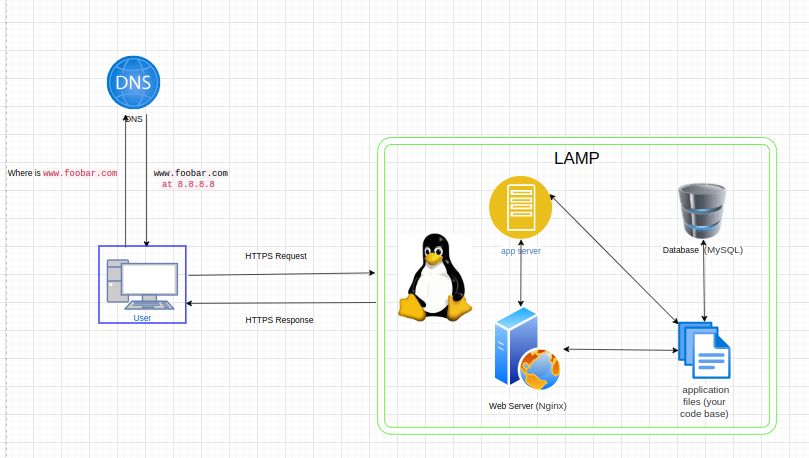 DNS
DNS
Where is www.foobar.com
www.foobar.com
at 8.8.8.8
User
HTTPS Request
HTTPS Response
LAMP
app server
Database (MySQL)
Web Server (Nginx)
application
files (your
code base)